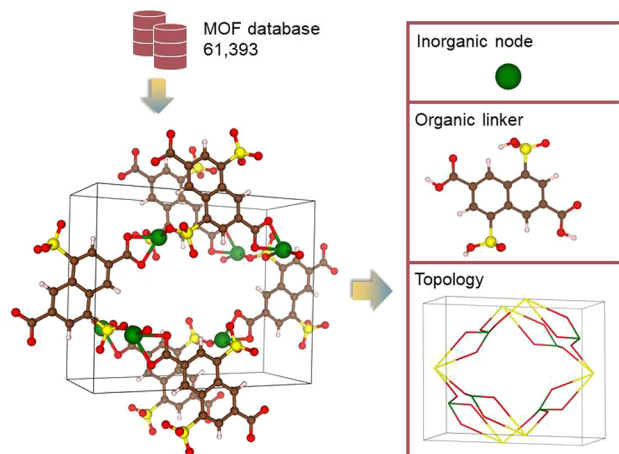 MOF database
61,393
Inorganic node
Organic linker
Topology